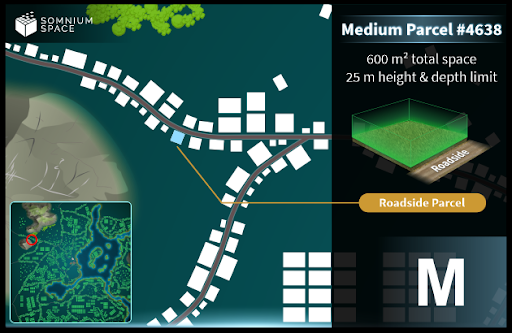 SOMNIUM
SPACE
Medium Parcel #4638
600 m² total space
25 m height & depth limit
Roadside
Roadside Parcel
M